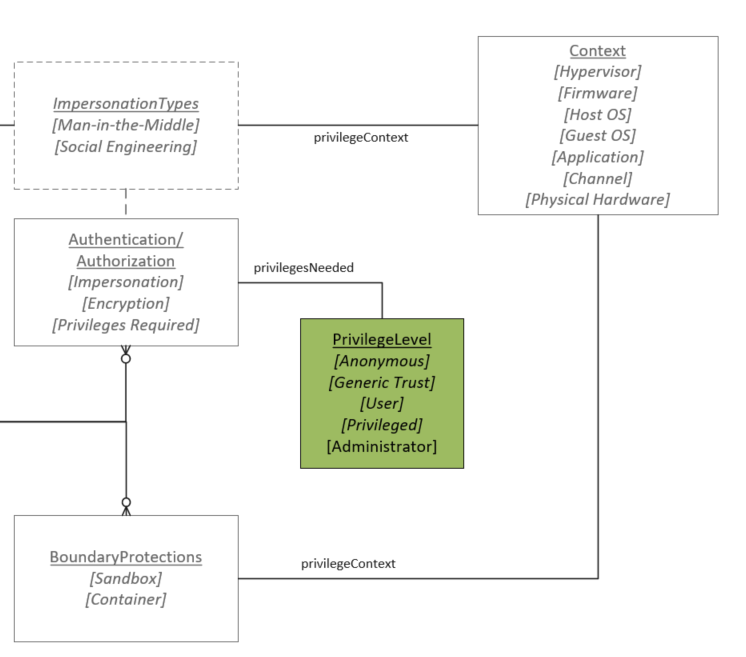 ImpersonationTypes
[Man-in-the-Middle]
[Social Engineering]
privilegeContext
Context
[Hypervisor]
[Firmware]
[Host OS]
[Guest OS]
[Application]
[Channel]
[Physical Hardware]
Authentication/
Authorization
[Impersonation]
[Encryption]
[Privileges Required]
privilegesNeeded
PrivilegeLevel
[Anonymous]
[Generic Trust]
[User]
[Privileged]
[Administrator]
BoundaryProtections
[Sandbox]
[Container]
privilegeContext